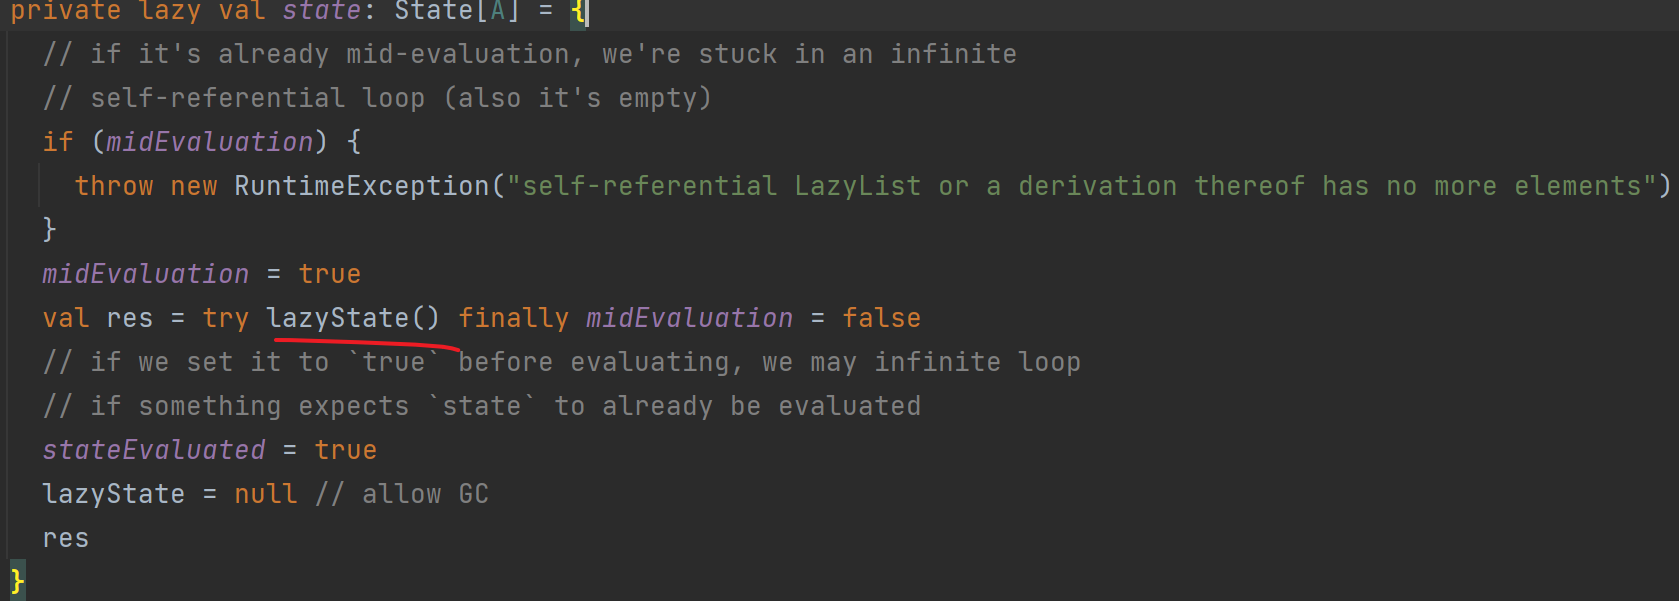 private lazy val state: State[A] = {
  // if it's already mid-evaluation, we're stuck in an infinite
  // self-referential loop (also it's empty)
  if (midEvaluation) {
    throw new RuntimeException("self-referential LazyList or a derivation thereof has no more elements")
  }
  midEvaluation = true
  val res = try lazyState() finally midEvaluation = false
  // if we set it to `true` before evaluating, we may infinite loop
  // if something expects `state` to already be evaluated
  stateEvaluated = true
  lazyState = null // allow GC
  res
}